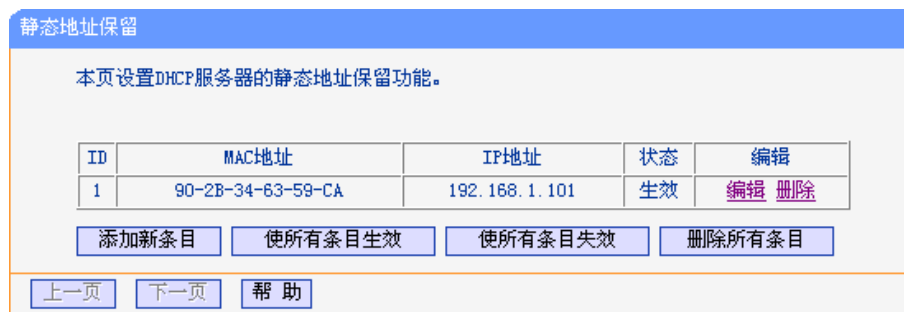 静态地址保留
本页设置DHCP服务器的静态地址保留功能。
ID MAC地址 IP地址 状态 编辑
1 90-2B-34-63-59-CA 192.168.1.101 生效 编辑 删除
添加新条目 使所有条目生效 使所有条目失效 删除所有条目
上一页 下一页 帮 助